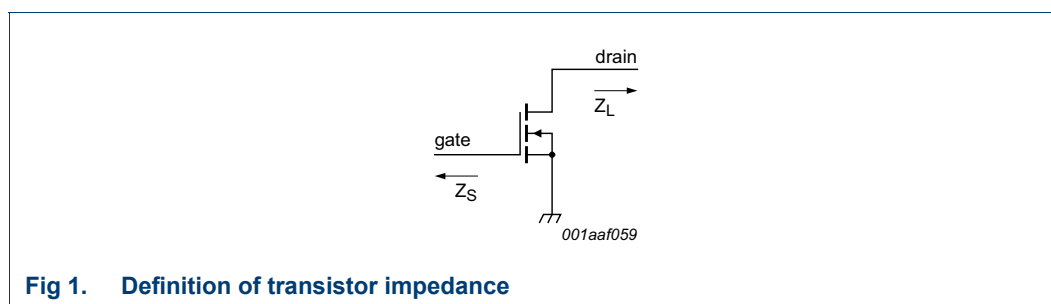 drain
Z_L
gate
Z_S
001aaf059
Fig 1. Definition of transistor impedance